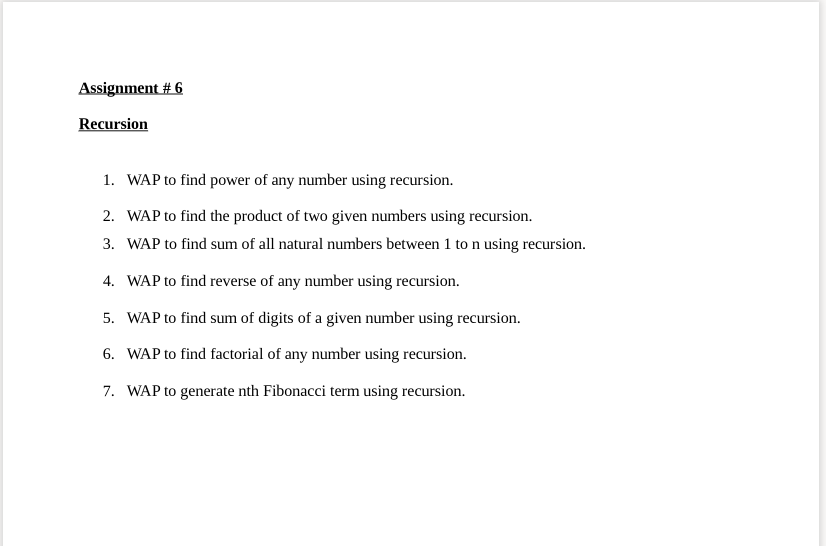 Assignment # 6
Recursion
1. WAP to find power of any number using recursion.
2. WAP to find the product of two given numbers using recursion.
3. WAP to find sum of all natural numbers between 1 to n using recursion.
4. WAP to find reverse of any number using recursion.
5. WAP to find sum of digits of a given number using recursion.
6. WAP to find factorial of any number using recursion.
7. WAP to generate nth Fibonacci term using recursion.